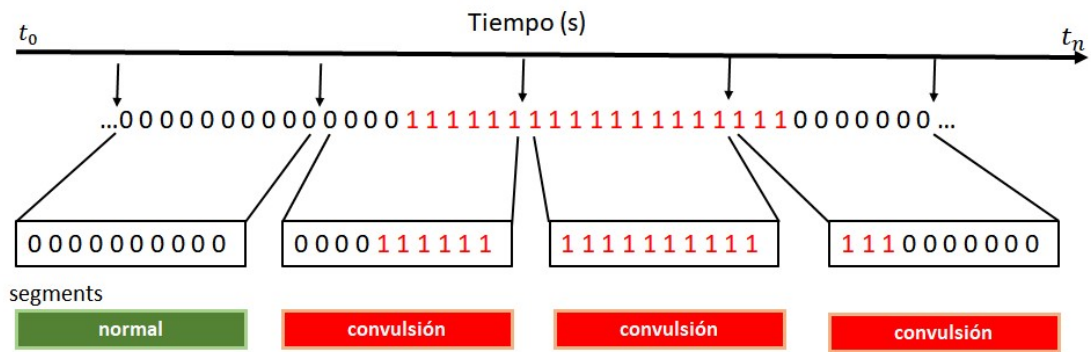 Tiempo (s)
t₀ tₙ
...0 0 0 0 0 0 0 0 0 0 0 0 0 0 1 1 1 1 1 1 1 1 1 1 1 1 1 1 1 1 1 1 1 0 0 0 0 0 0 0 ...
0 0 0 0 0 0 0 0 0 0 0 0 0 0 1 1 1 1 1 1 1 1 1 1 1 1 1 1 1 1 1 1 1 0 0 0 0 0 0 0
segments
normal convulsión convulsión convulsión